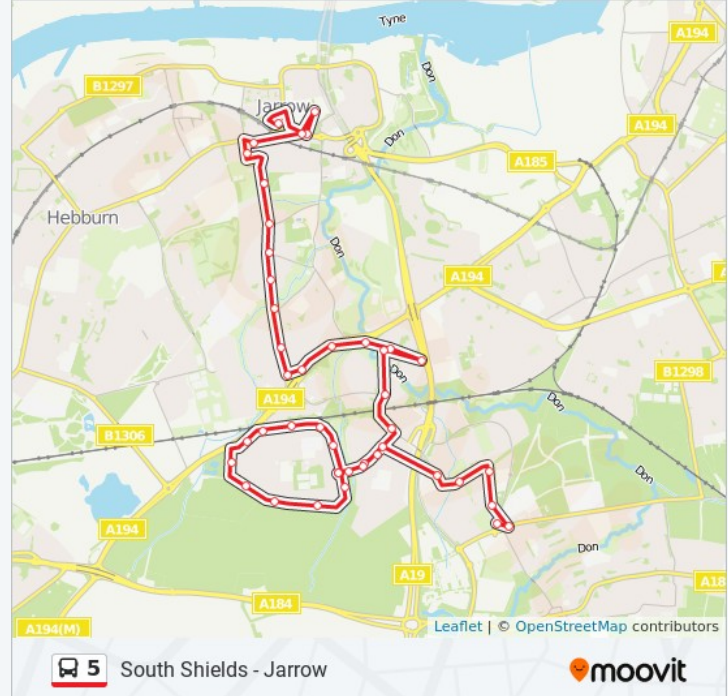 Tyne
A194
B1297
Don
Jarrow
A194
Don
A185
Hebburn
Don
A194
A
B1298
Don
A194
Don
B1306
Don
A194
Don
A19
A18
A184
A194(M)
Leaflet | © OpenStreetMap contributors
5 South Shields - Jarrow
moovit